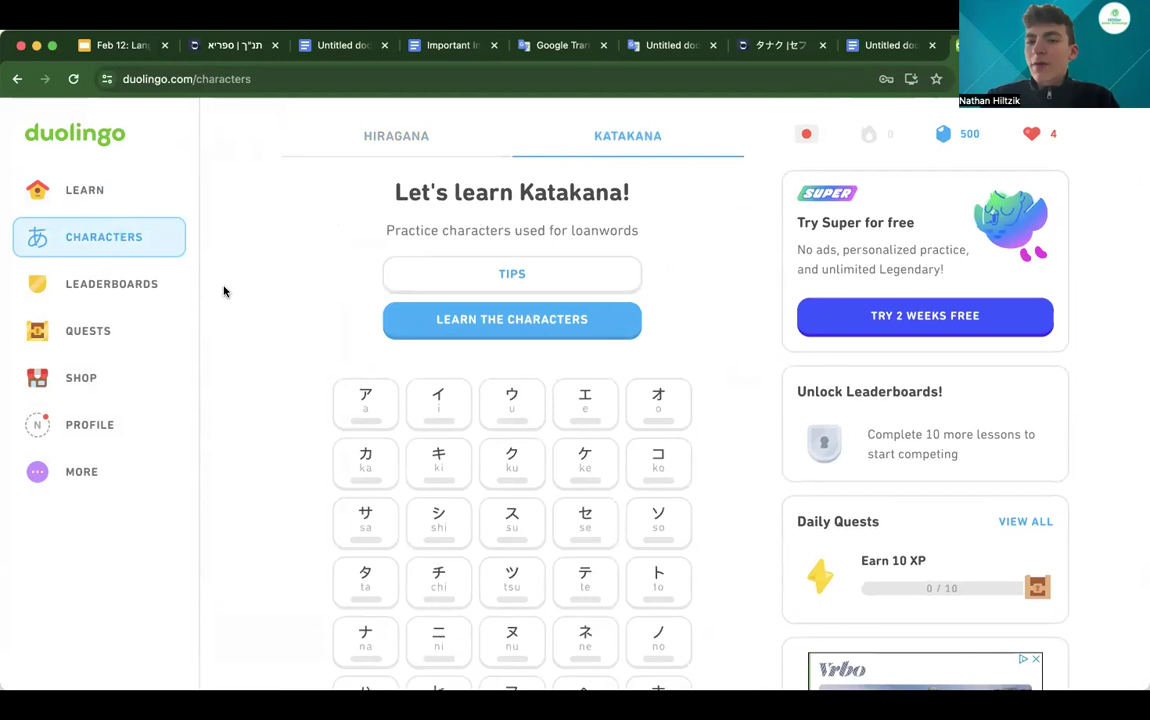 Feb 12: Lan
תנ"ך | ספריא
Untitled doc
Important I
Google Tran
Untitled doc
タナク |セフ
Untitled doc
duolingo.com/characters
Nathan Hiltzik
duolingo
LEARN
あ CHARACTERS
LEADERBOARDS
QUESTS
SHOP
N PROFILE
MORE
HIRAGANA
KATAKANA
Let's learn Katakana!
Practice characters used for loanwords
TIPS
LEARN THE CHARACTERS
ア イ ウ エ オ
a i u e o
カ キ ク ケ コ
ka ki ku ke ko
サ シ ス セ ソ
sa shi su se so
タ チ ツ テ ト
ta chi tsu te to
ナ ニ ヌ ネ ノ
na ni nu ne no
0 500 4
SUPER
Try Super for free
No ads, personalized practice,
and unlimited Legendary!
TRY 2 WEEKS FREE
Unlock Leaderboards!
Complete 10 more lessons to
start competing
Daily Quests
VIEW ALL
Earn 10 XP
0 / 10
Vrbo